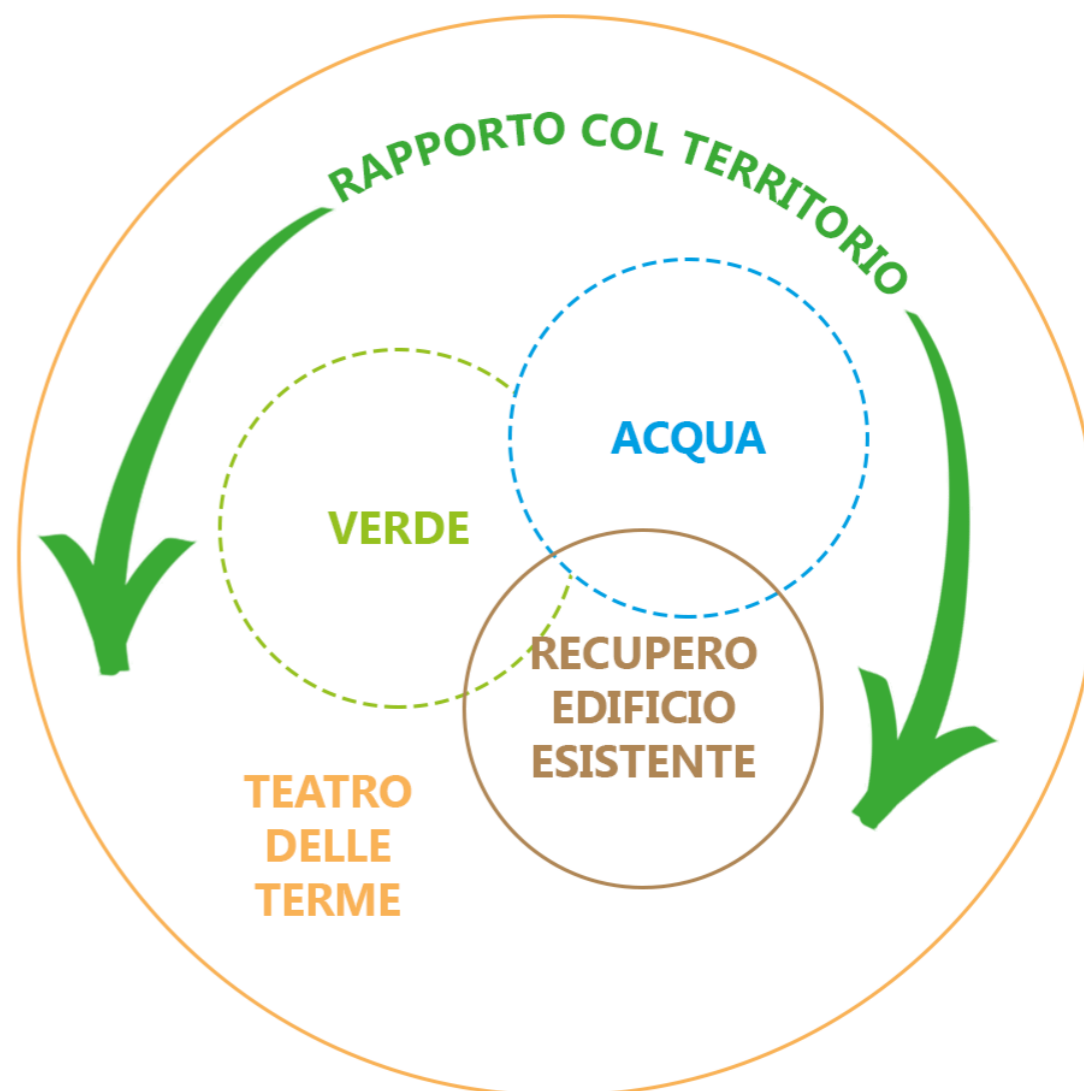 RAPPORTO COL TERRITORIO
ACQUA
VERDE
RECUPERO
EDIFICIO
ESISTENTE
TEATRO
DELLE
TERME